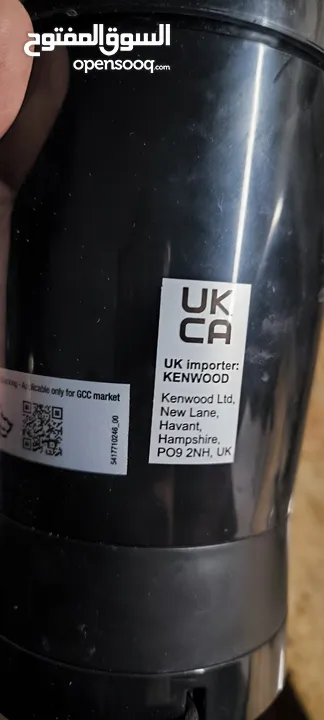 السوق المفتوح
opensooq.com
UK
CA
UK importer:
KENWOOD
Kenwood Ltd,
New Lane,
Havant,
Hampshire,
PO9 2NH, UK
only for GCC market
5417710246_00